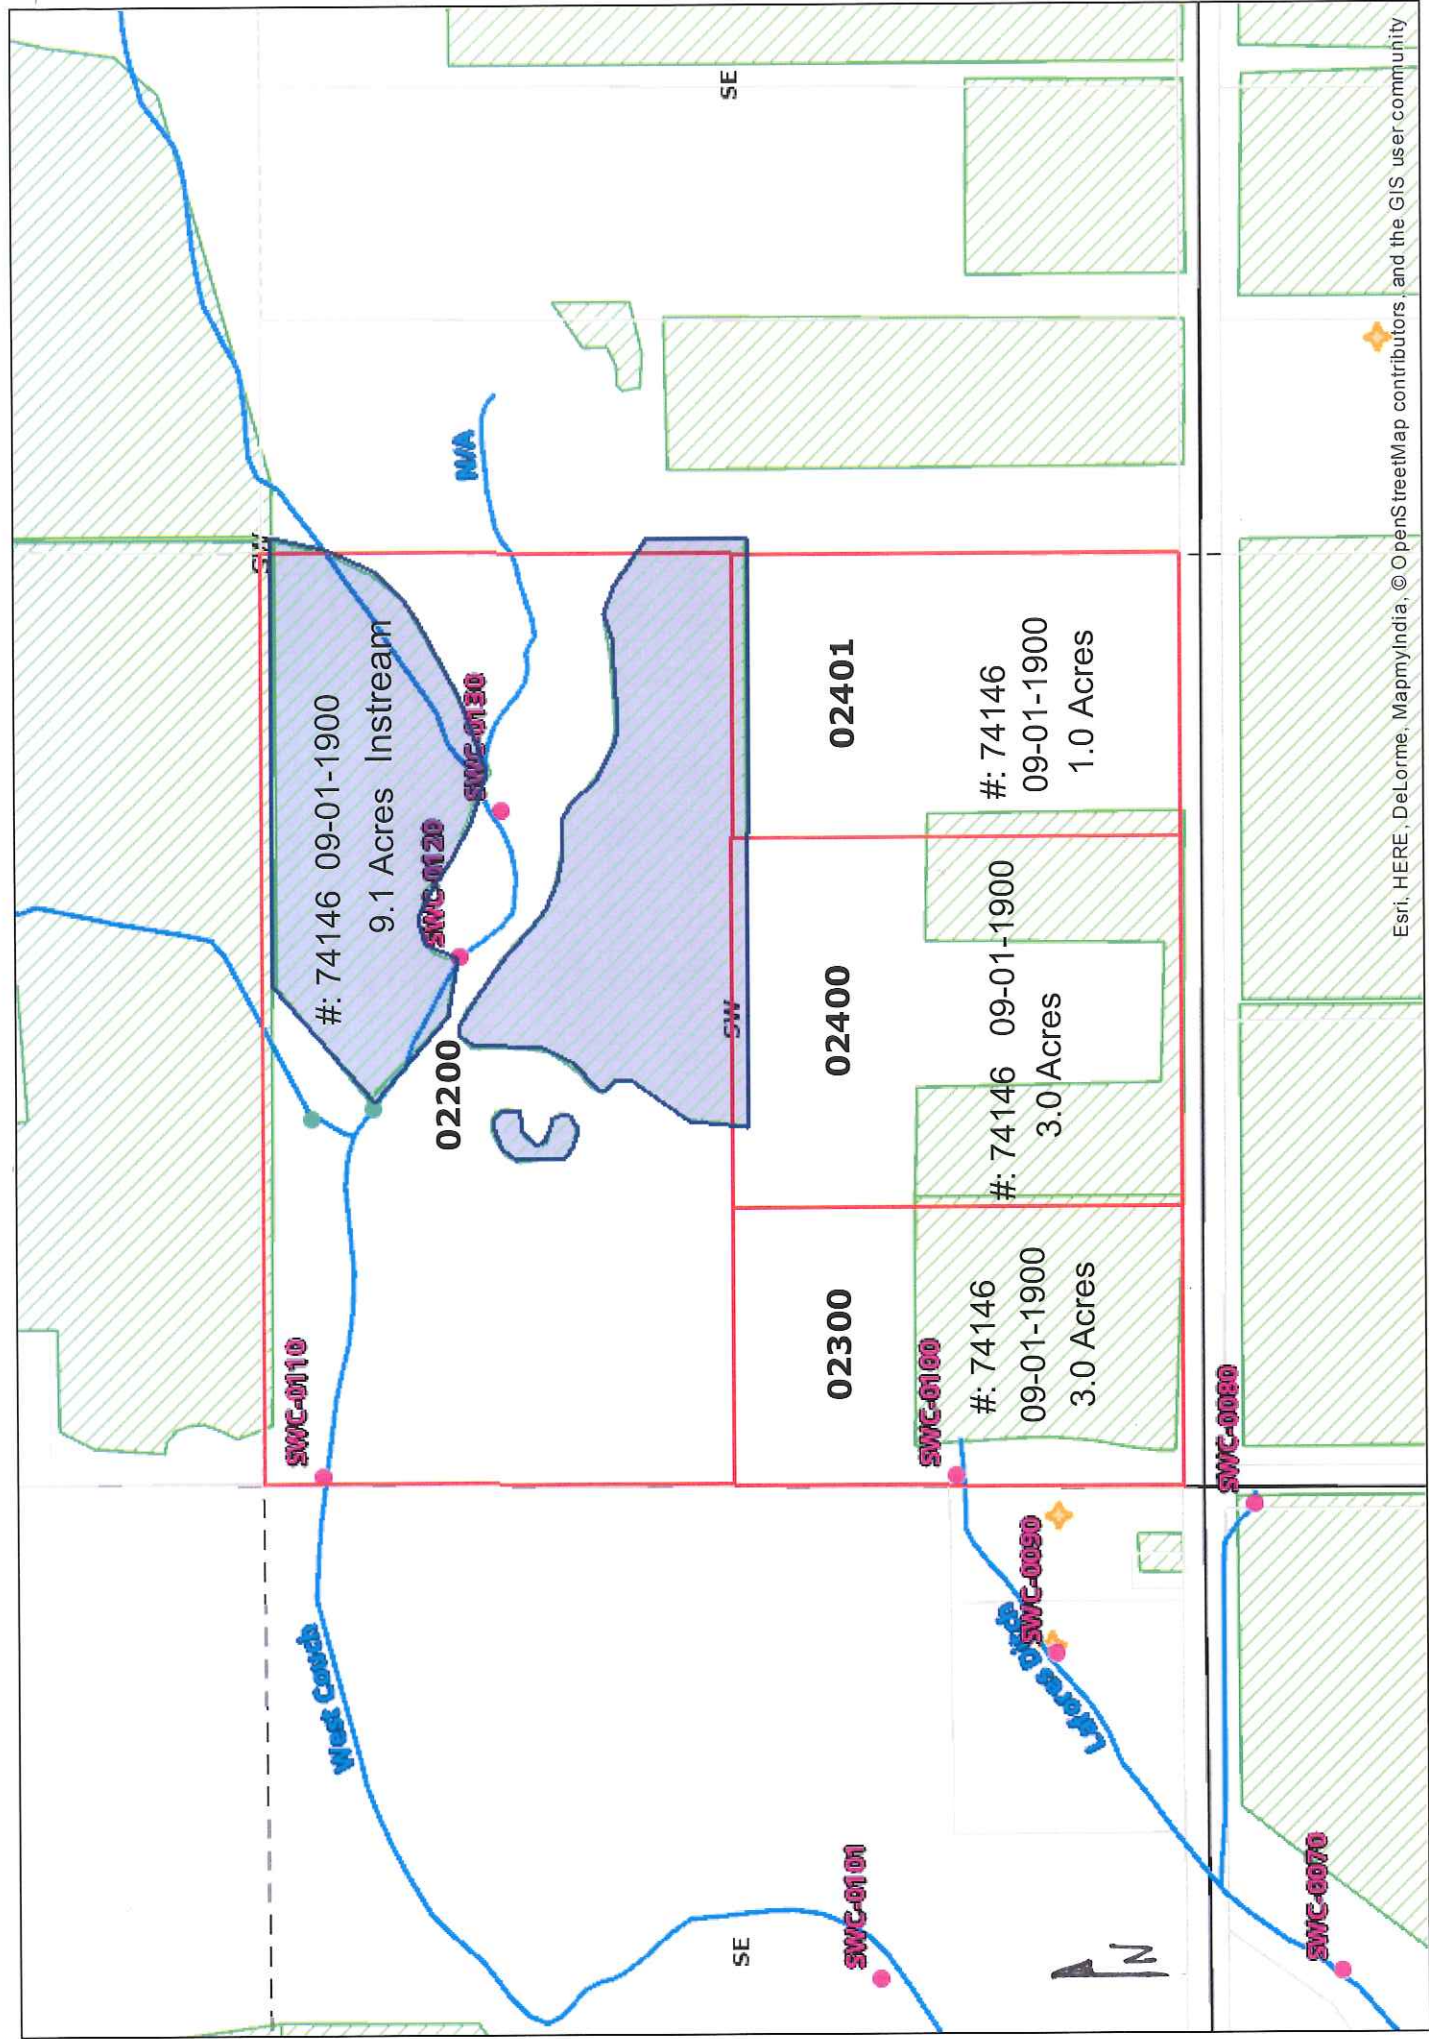 SE
SW
N/A
#: 74146 09-01-1900
9.1 Acres Instream
SWC-0130
SWC-0120
SWC-0110
02200
SW
02401
#: 74146
09-01-1900
1.0 Acres
02400
#: 74146 09-01-1900
3.0 Acres
02300
#: 74146
09-01-1900
3.0 Acres
SWC-0100
SWC-0080
SWC-0090
Lafores Ditch
West Couch
SWC-0101
SE
SWC-0070
N
Esri, HERE, DeLorme, MapmyIndia, © OpenStreetMap contributors, and the GIS user community